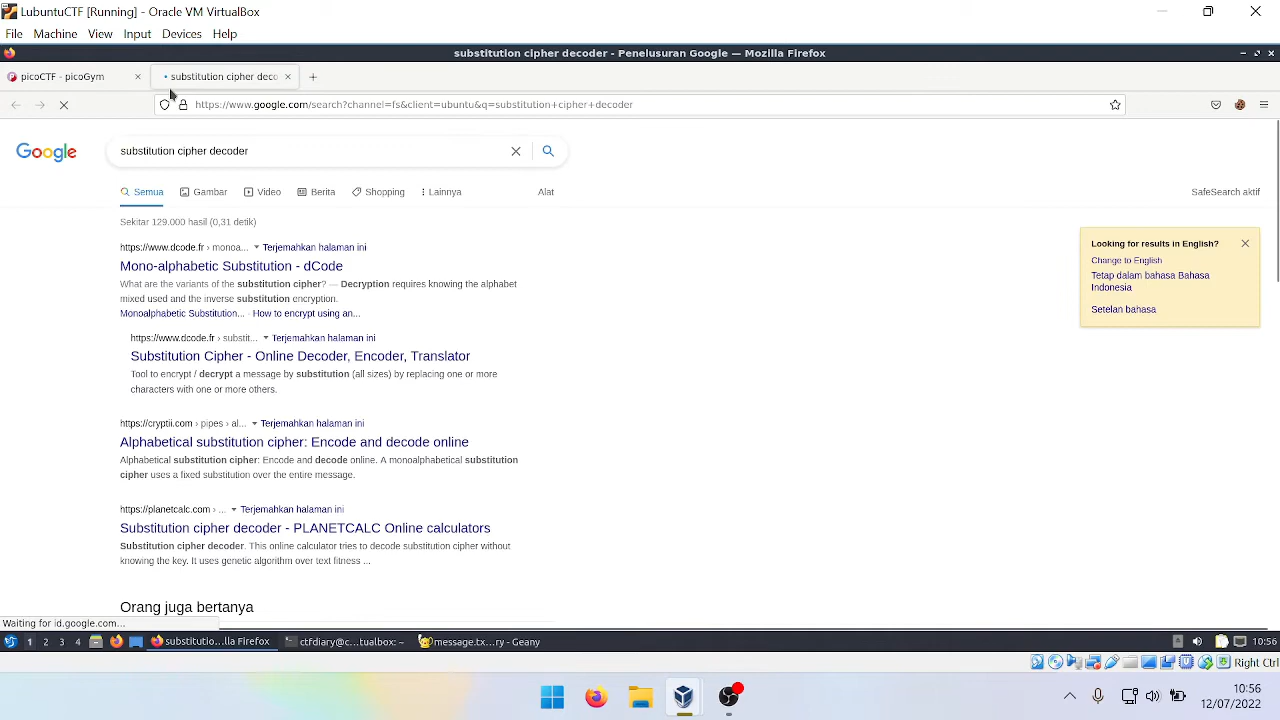 LubuntuCTF [Running] - Oracle VM VirtualBox
File Machine View Input Devices Help
substitution cipher decoder - Penelusuran Google — Mozilla Firefox
picoCTF - picoGym
substitution cipher deco
https://www.google.com/search?channel=fs&client=ubuntu&q=substitution+cipher+decoder
Google
substitution cipher decoder
Semua Gambar Video Berita Shopping Lainnya Alat SafeSearch aktif
Sekitar 129.000 hasil (0,31 detik)
https://www.dcode.fr › monoa... Terjemahkan halaman ini
Mono-alphabetic Substitution - dCode
What are the variants of the substitution cipher? — Decryption requires knowing the alphabet
mixed used and the inverse substitution encryption.
Monoalphabetic Substitution... · How to encrypt using an...
https://www.dcode.fr › substit... Terjemahkan halaman ini
Substitution Cipher - Online Decoder, Encoder, Translator
Tool to encrypt / decrypt a message by substitution (all sizes) by replacing one or more
characters with one or more others.
https://cryptii.com › pipes › al... Terjemahkan halaman ini
Alphabetical substitution cipher: Encode and decode online
Alphabetical substitution cipher: Encode and decode online. A monoalphabetical substitution
cipher uses a fixed substitution over the entire message.
https://planetcalc.com › ... Terjemahkan halaman ini
Substitution cipher decoder - PLANETCALC Online calculators
Substitution cipher decoder. This online calculator tries to decode substitution cipher without
knowing the key. It uses genetic algorithm over text fitness ...
Orang juga bertanya
Looking for results in English?
Change to English
Tetap dalam bahasa Bahasa
Indonesia
Setelan bahasa
Waiting for id.google.com...
1 2 3 4 substitutio...lla Firefox ctfdiary@c...tualbox: ~ message.tx...ry - Geany 10:56
Right Ctrl
10:56
12/07/2022